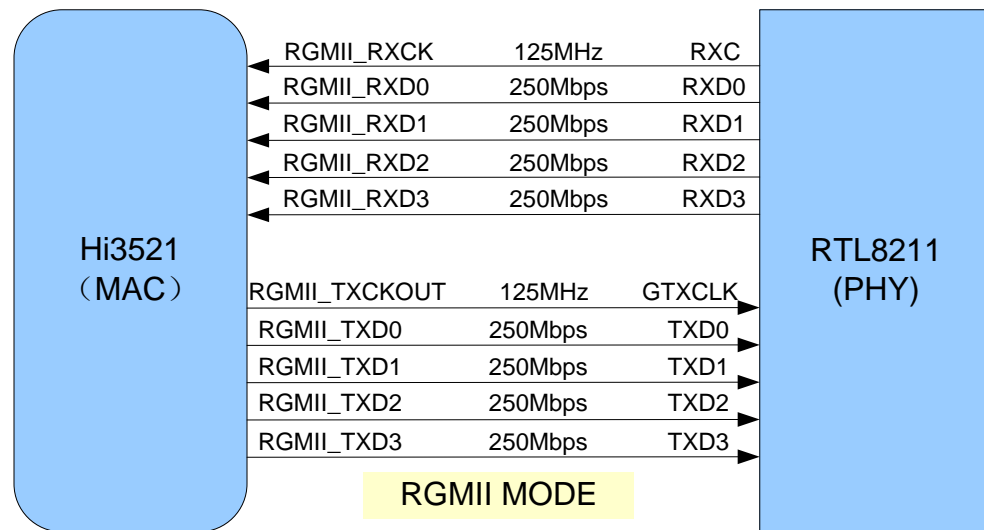 RGMII_RXCK 125MHz RXC
RGMII_RXD0 250Mbps RXD0
RGMII_RXD1 250Mbps RXD1
RGMII_RXD2 250Mbps RXD2
RGMII_RXD3 250Mbps RXD3
Hi3521
（MAC）
RTL8211
(PHY)
RGMII_TXCKOUT 125MHz GTXCLK
RGMII_TXD0 250Mbps TXD0
RGMII_TXD1 250Mbps TXD1
RGMII_TXD2 250Mbps TXD2
RGMII_TXD3 250Mbps TXD3
RGMII MODE